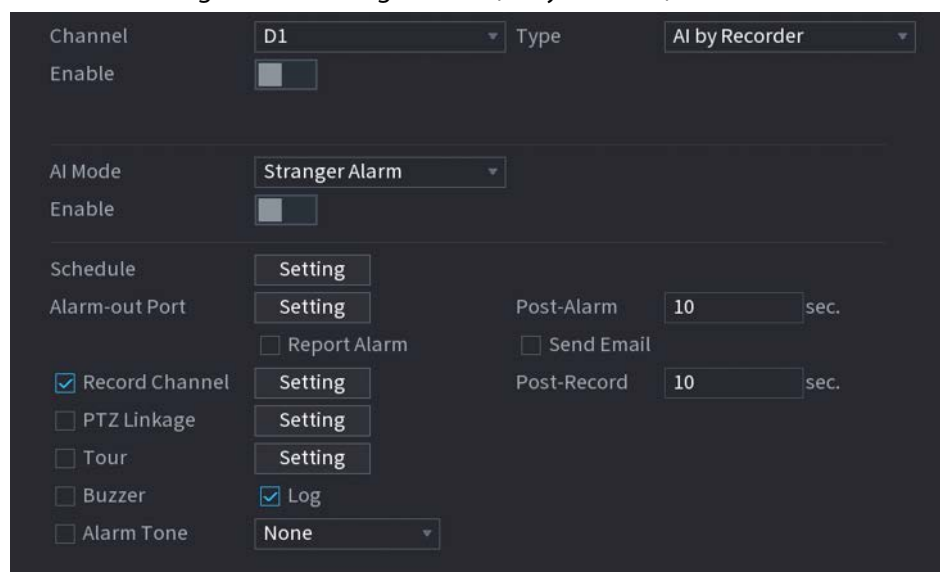 Channel D1 Type AI by Recorder
Enable
AI Mode Stranger Alarm
Enable
Schedule Setting
Alarm-out Port Setting Post-Alarm 10 sec.
Report Alarm Send Email
Record Channel Setting Post-Record 10 sec.
PTZ Linkage Setting
Tour Setting
Buzzer Log
Alarm Tone None